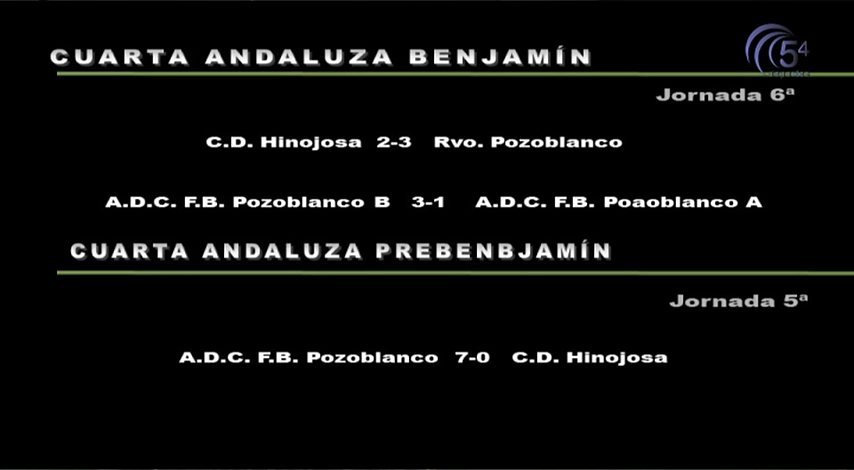 CUARTA ANDALUZA BENJAMÍN
54
Jornada 6ª
C.D. Hinojosa 2-3 Rvo. Pozoblanco
A.D.C. F.B. Pozoblanco B 3-1 A.D.C. F.B. Poaoblanco A
CUARTA ANDALUZA PREBENBJAMÍN
Jornada 5ª
A.D.C. F.B. Pozoblanco 7-0 C.D. Hinojosa